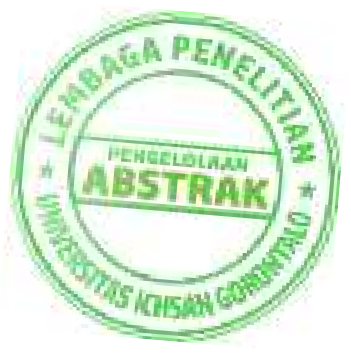 LEMBAGA PENELITIAN
PENGELOLAAN
ABSTRAK
UNIVERSITAS ICHSAN GORONTALO